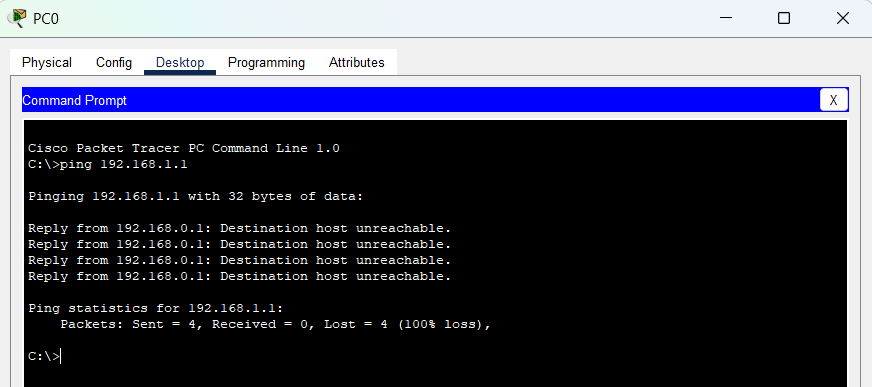 PC0
Physical Config Desktop Programming Attributes
Command Prompt X
Cisco Packet Tracer PC Command Line 1.0
C:\>ping 192.168.1.1
Pinging 192.168.1.1 with 32 bytes of data:
Reply from 192.168.0.1: Destination host unreachable.
Reply from 192.168.0.1: Destination host unreachable.
Reply from 192.168.0.1: Destination host unreachable.
Reply from 192.168.0.1: Destination host unreachable.
Ping statistics for 192.168.1.1:
    Packets: Sent = 4, Received = 0, Lost = 4 (100% loss),
C:\>